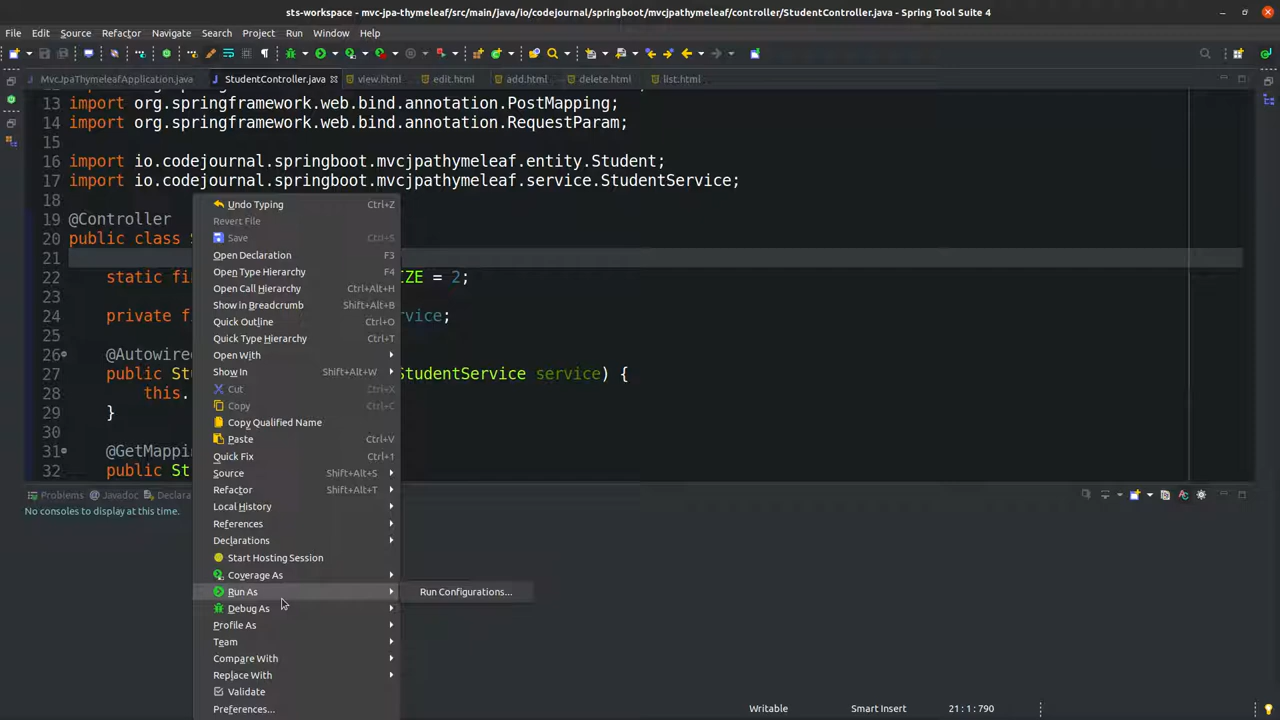 sts-workspace - mvc-jpa-thymeleaf/src/main/java/io/codejournal/springboot/mvcjpathymeleaf/controller/StudentController.java - Spring Tool Suite 4
File Edit Source Refactor Navigate Search Project Run Window Help
MvcJpaThymeleafApplication.java StudentController.java view.html edit.html add.html delete.html list.html
13 import org.springframework.web.bind.annotation.PostMapping;
14 import org.springframework.web.bind.annotation.RequestParam;
15
16 import io.codejournal.springboot.mvcjpathymeleaf.entity.Student;
17 import io.codejournal.springboot.mvcjpathymeleaf.service.StudentService;
18
19 @Controller
20 public class S
21
22 static fi IZE = 2;
23
24 private f vice;
25
26 @Autowire
27 public St StudentService service) {
28 this.
29 }
30
31 @GetMappi
32 public St
Undo Typing Ctrl+Z
Revert File
Save Ctrl+S
Open Declaration F3
Open Type Hierarchy F4
Open Call Hierarchy Ctrl+Alt+H
Show in Breadcrumb Shift+Alt+B
Quick Outline Ctrl+O
Quick Type Hierarchy Ctrl+T
Open With
Show In Shift+Alt+W
Cut Ctrl+X
Copy Ctrl+C
Copy Qualified Name
Paste Ctrl+V
Quick Fix Ctrl+1
Source Shift+Alt+S
Refactor Shift+Alt+T
Local History
References
Declarations
Start Hosting Session
Coverage As
Run As
Run Configurations...
Debug As
Profile As
Team
Compare With
Replace With
Validate
Preferences...
Problems Javadoc Declara
No consoles to display at this time.
Writable Smart Insert 21 : 1 : 790